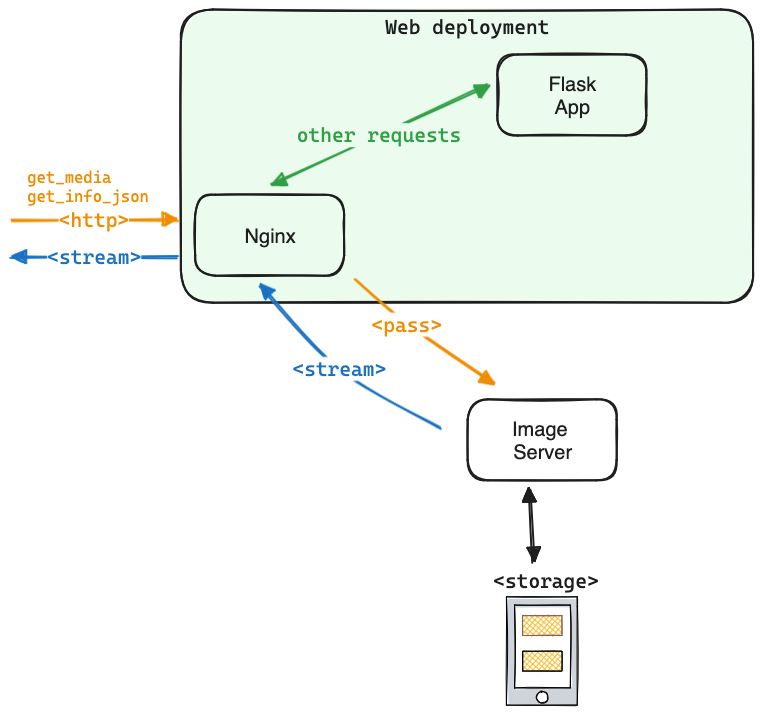 Web deployment
Flask
App
other requests
get_media
get_info_json
<http>
Nginx
<stream>
<pass>
<stream>
Image
Server
<storage>